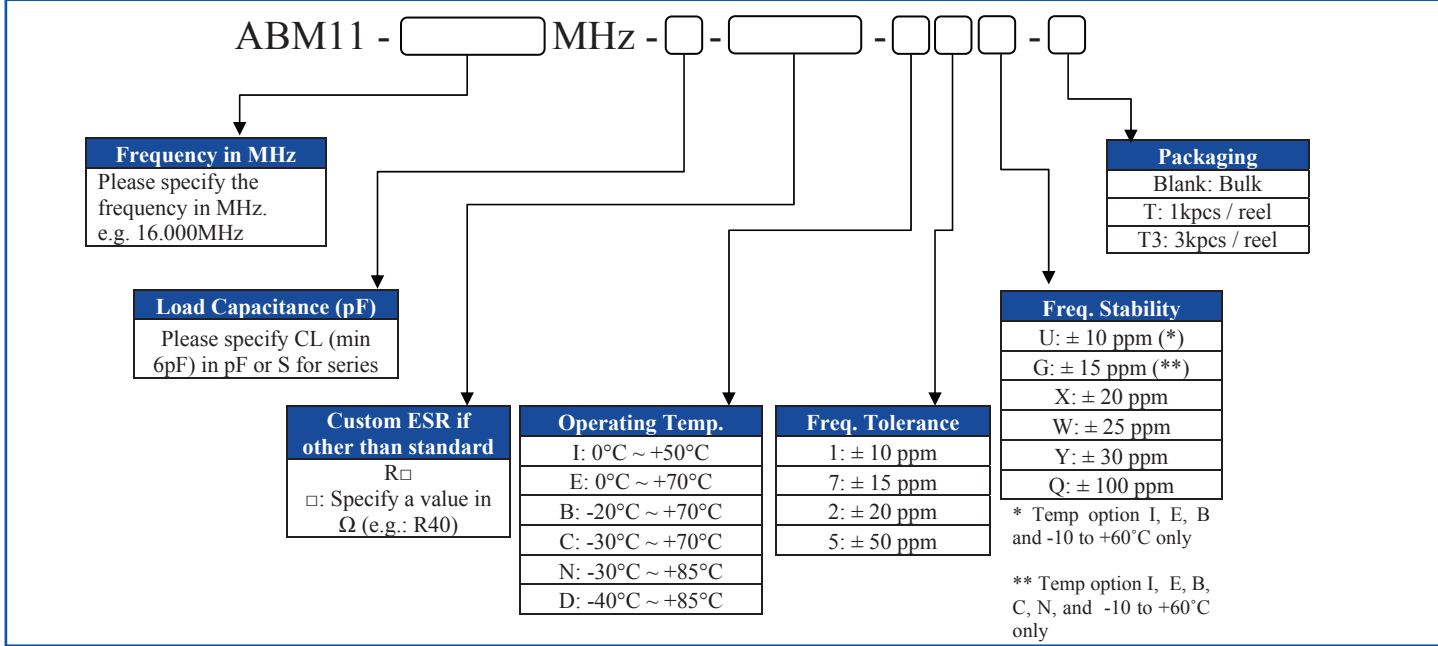 ABM11 - MHz - - - -
Frequency in MHz
Please specify the
frequency in MHz.
e.g. 16.000MHz
Load Capacitance (pF)
Please specify CL (min
6pF) in pF or S for series
Custom ESR if
other than standard
R□
□: Specify a value in
Ω (e.g.: R40)
Operating Temp.
I: 0°C ~ +50°C
E: 0°C ~ +70°C
B: -20°C ~ +70°C
C: -30°C ~ +70°C
N: -30°C ~ +85°C
D: -40°C ~ +85°C
Freq. Tolerance
1: ± 10 ppm
7: ± 15 ppm
2: ± 20 ppm
5: ± 50 ppm
Freq. Stability
U: ± 10 ppm (*)
G: ± 15 ppm (**)
X: ± 20 ppm
W: ± 25 ppm
Y: ± 30 ppm
Q: ± 100 ppm
* Temp option I, E, B
and -10 to +60˚C only
** Temp option I, E, B,
C, N, and -10 to +60˚C
only
Packaging
Blank: Bulk
T: 1kpcs / reel
T3: 3kpcs / reel